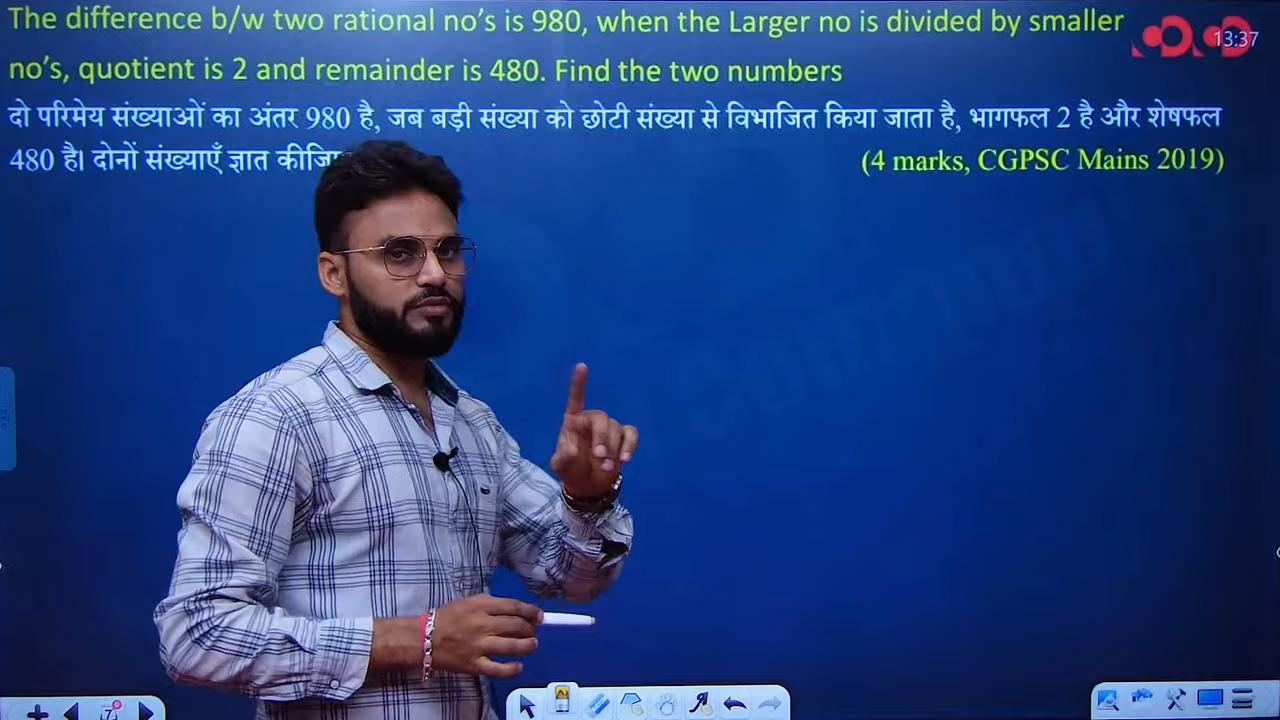 The difference b/w two rational no's is 980, when the Larger no is divided by smaller
13:37
no's, quotient is 2 and remainder is 480. Find the two numbers
दो परिमेय संख्याओं का अंतर 980 है, जब बड़ी संख्या को छोटी संख्या से विभाजित किया जाता है, भागफल 2 है और शेषफल
480 है। दोनों संख्याएँ ज्ञात
(4 marks, CGPSC Mains 2019)
7